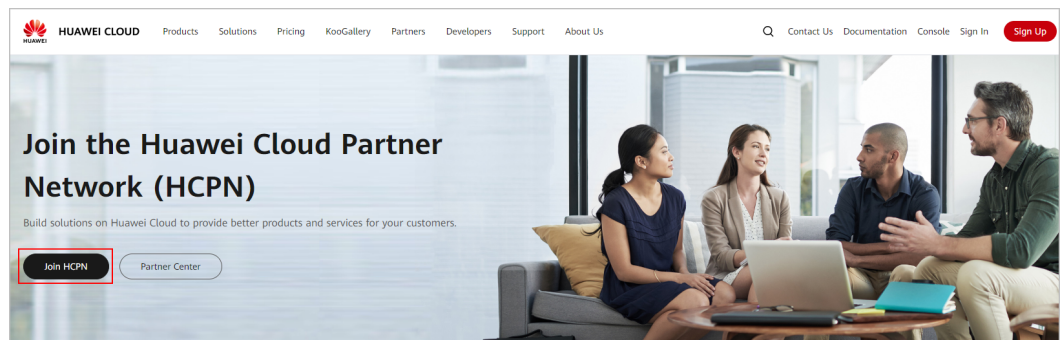 HUAWEI
HUAWEI CLOUD Products Solutions Pricing KooGallery Partners Developers Support About Us Contact Us Documentation Console Sign In Sign Up
Join the Huawei Cloud Partner
Network (HCPN)
Build solutions on Huawei Cloud to provide better products and services for your customers.
Join HCPN Partner Center